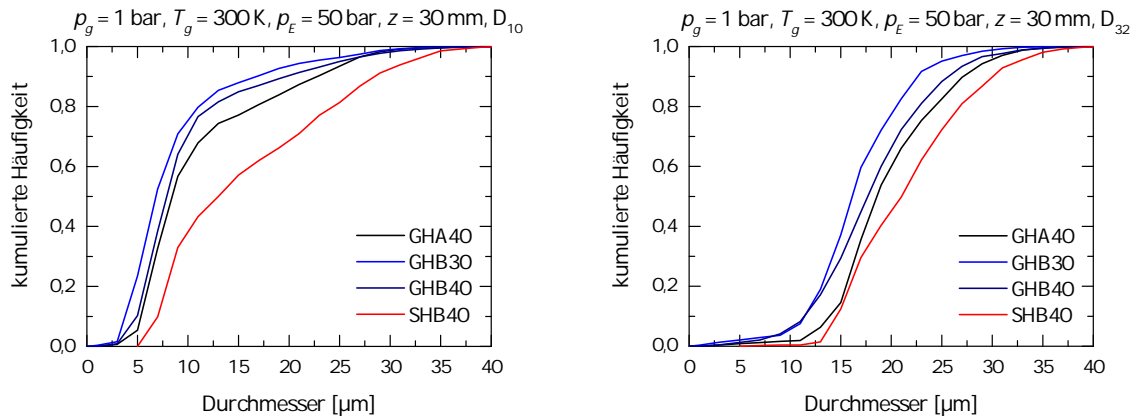 p_g = 1 bar, T_g = 300 K, p_E = 50 bar, z = 30 mm, D_10
1,0
0,8
0,6
0,4
0,2
0,0
kumulierte Häufigkeit
GHA40
GHB30
GHB40
SHB40
0 5 10 15 20 25 30 35 40
Durchmesser [µm]
p_g = 1 bar, T_g = 300 K, p_E = 50 bar, z = 30 mm, D_32
1,0
0,8
0,6
0,4
0,2
0,0
kumulierte Häufigkeit
GHA40
GHB30
GHB40
SHB40
0 5 10 15 20 25 30 35 40
Durchmesser [µm]